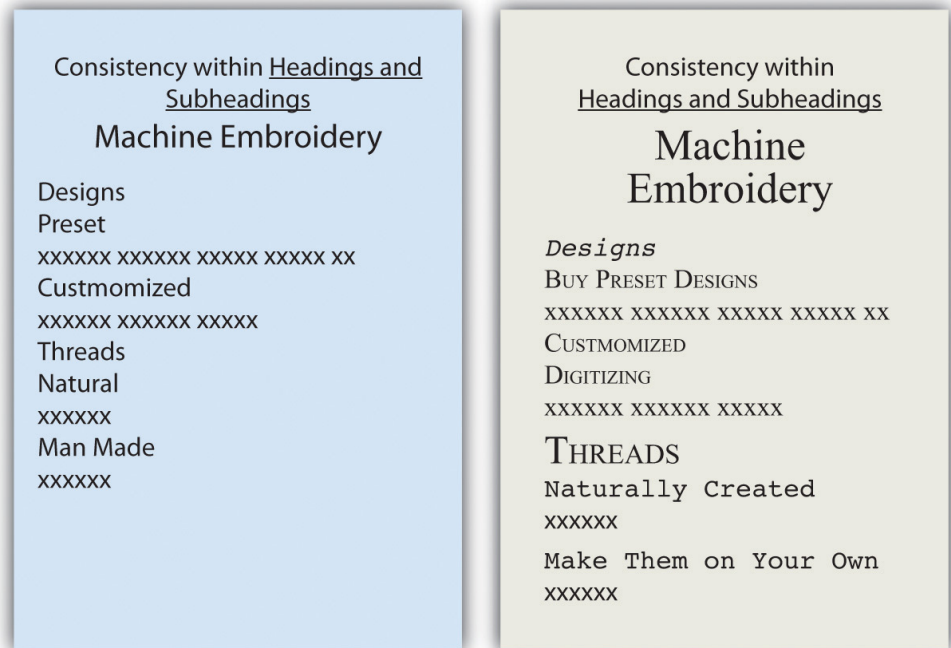 Consistency within Headings and
Subheadings
Machine Embroidery
Designs
Preset
xxxxxx xxxxxx xxxxx xxxxx xx
Custmomized
xxxxxx xxxxxx xxxxx
Threads
Natural
xxxxxx
Man Made
xxxxxx
Consistency within
Headings and Subheadings
Machine
Embroidery
Designs
Buy Preset Designs
xxxxxx xxxxxx xxxxx xxxxx xx
Custmomized
Digitizing
xxxxxx xxxxxx xxxxx
Threads
Naturally Created
xxxxxx
Make Them on Your Own
xxxxxx